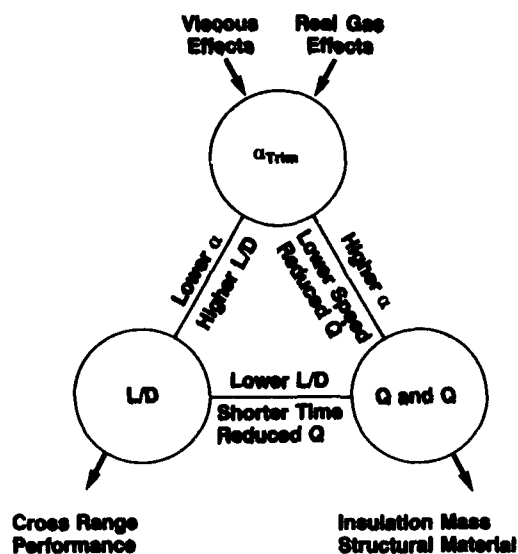 Viscous Effects
Real Gas Effects
αTrim
Lower α
Higher L/D
Higher α
Lower Speed
Reduced Q
L/D
Lower L/D
Shorter Time
Reduced Q
Q and Q
Cross Range
Performance
Insulation Mass
Structural Material